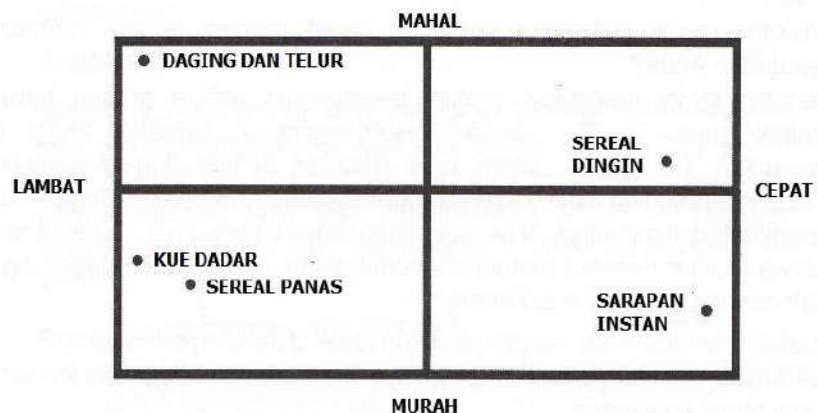 MAHAL
DAGING DAN TELUR
SEREAL
DINGIN
LAMBAT
CEPAT
KUE DADAR
SEREAL PANAS
SARAPAN
INSTAN
MURAH